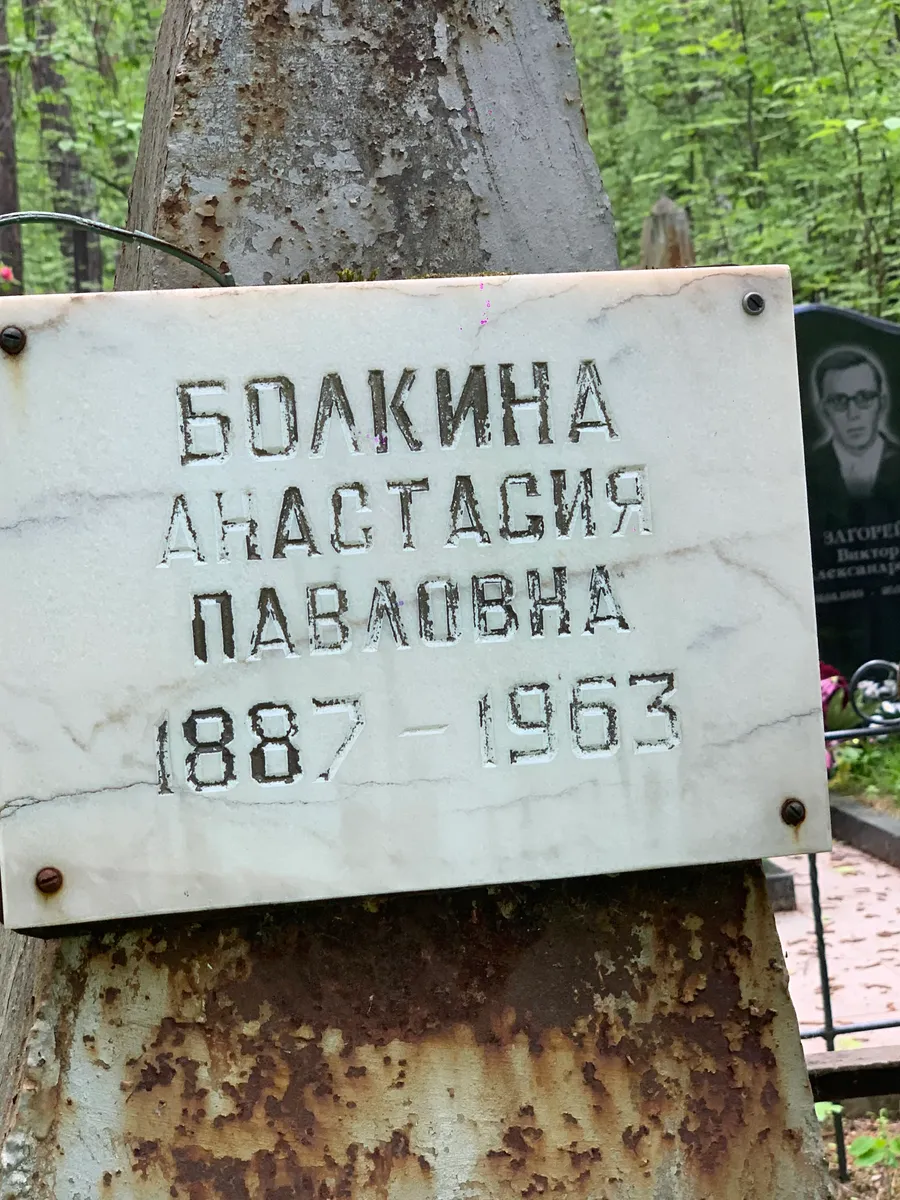 БОЛКИНА
АНАСТАСИЯ
ПАВЛОВНА
1887 – 1963
Виктор